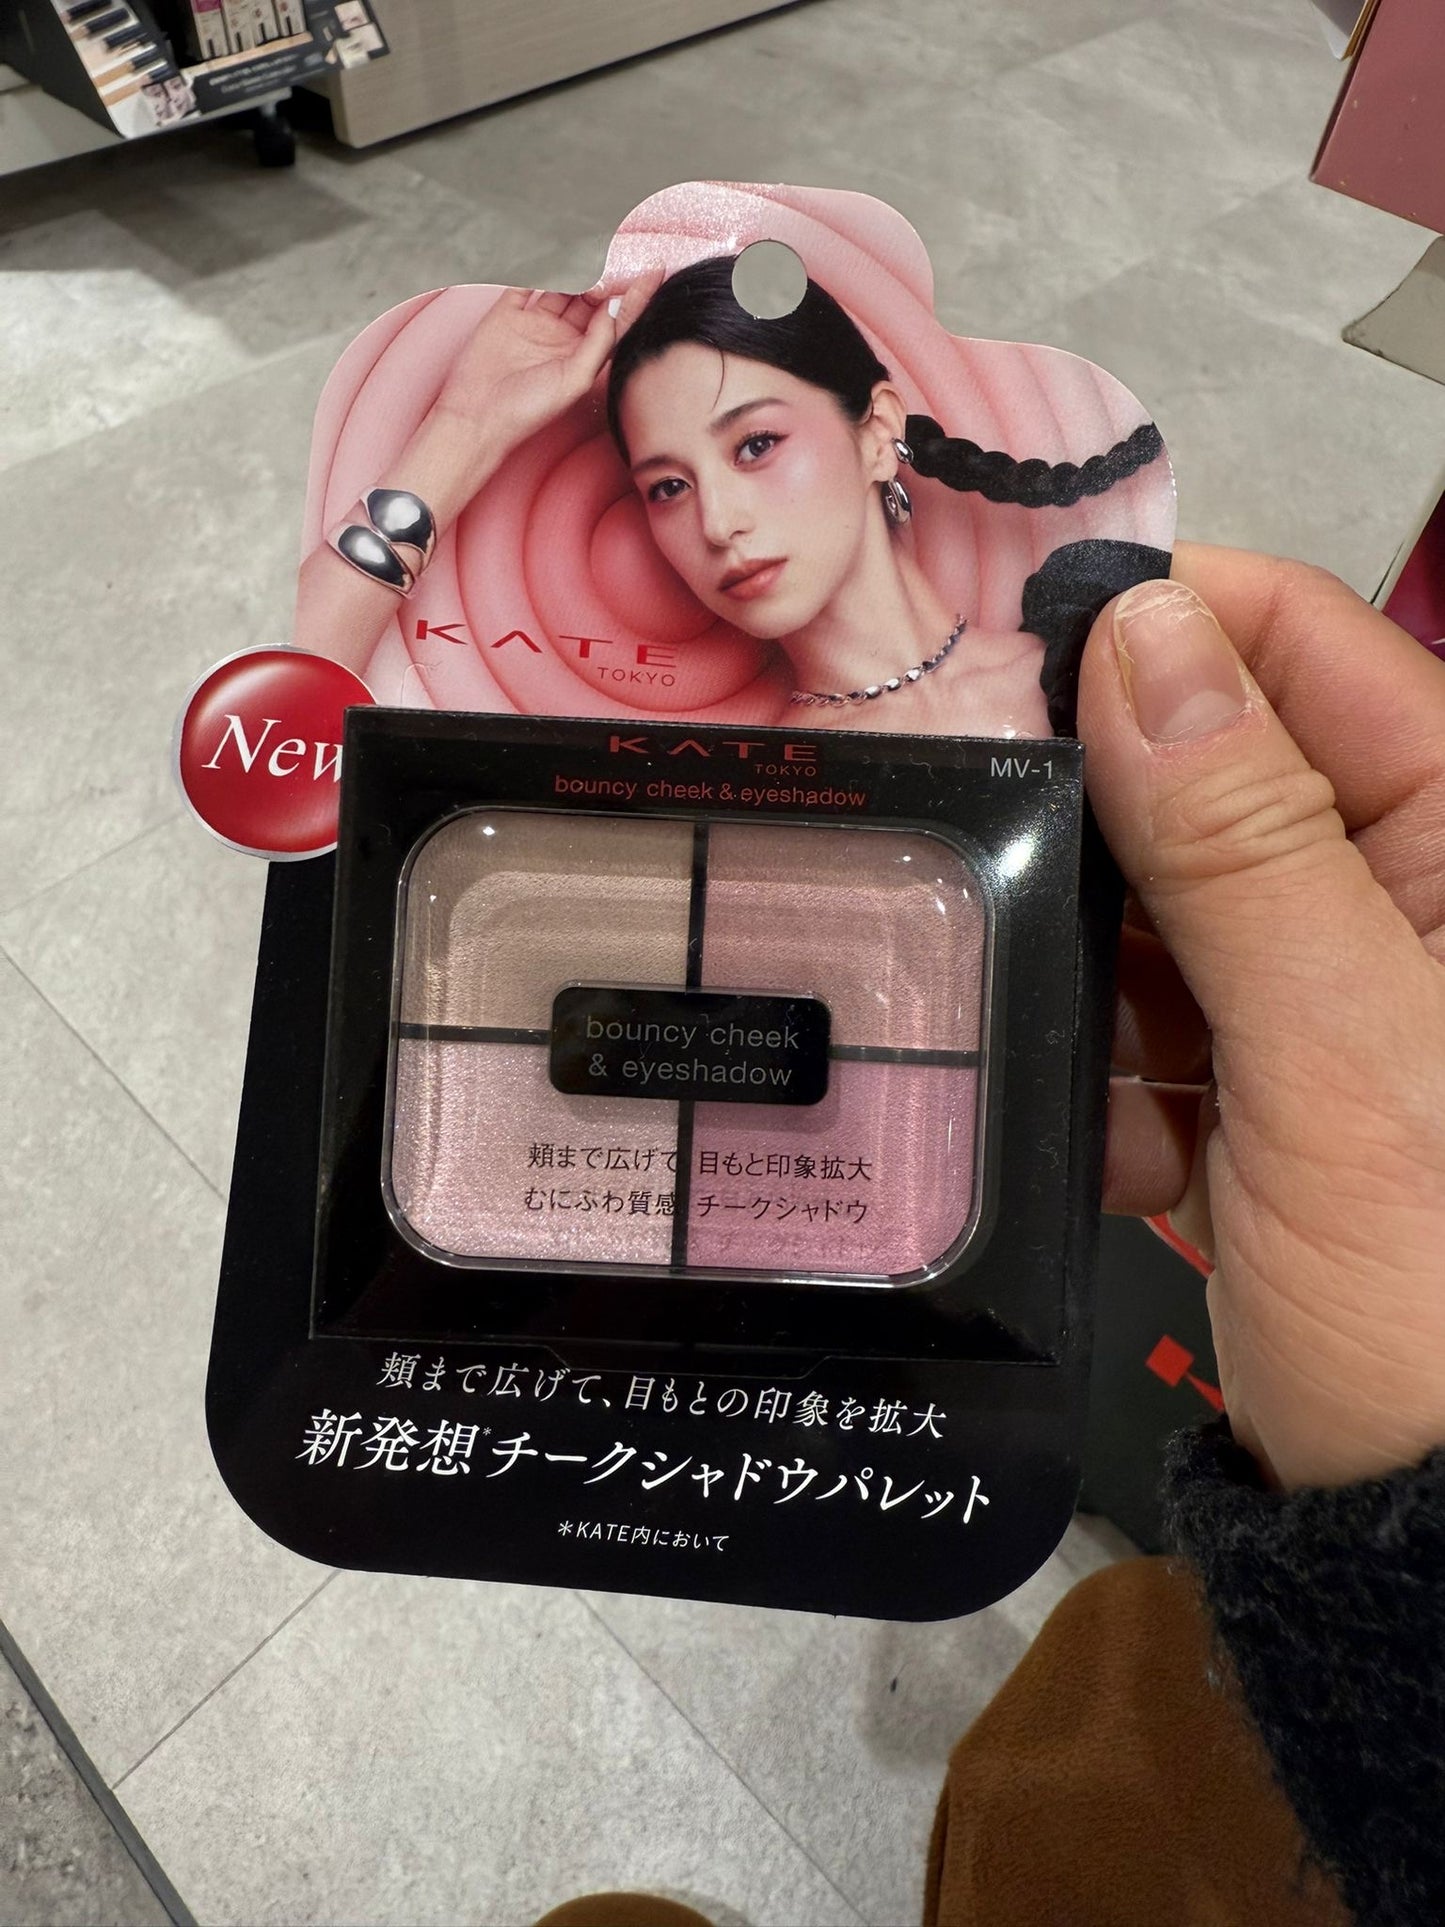 KATE
TOKYO
New
KATE
TOKYO
bouncy cheek & eyeshadow
MV-1
bouncy cheek
& eyeshadow
頬まで広げて 目もと印象拡大
むにふわ質感 チークシャドウ
頬まで広げて、目もとの印象を拡大
新発想*チークシャドウパレット
*KATE内において